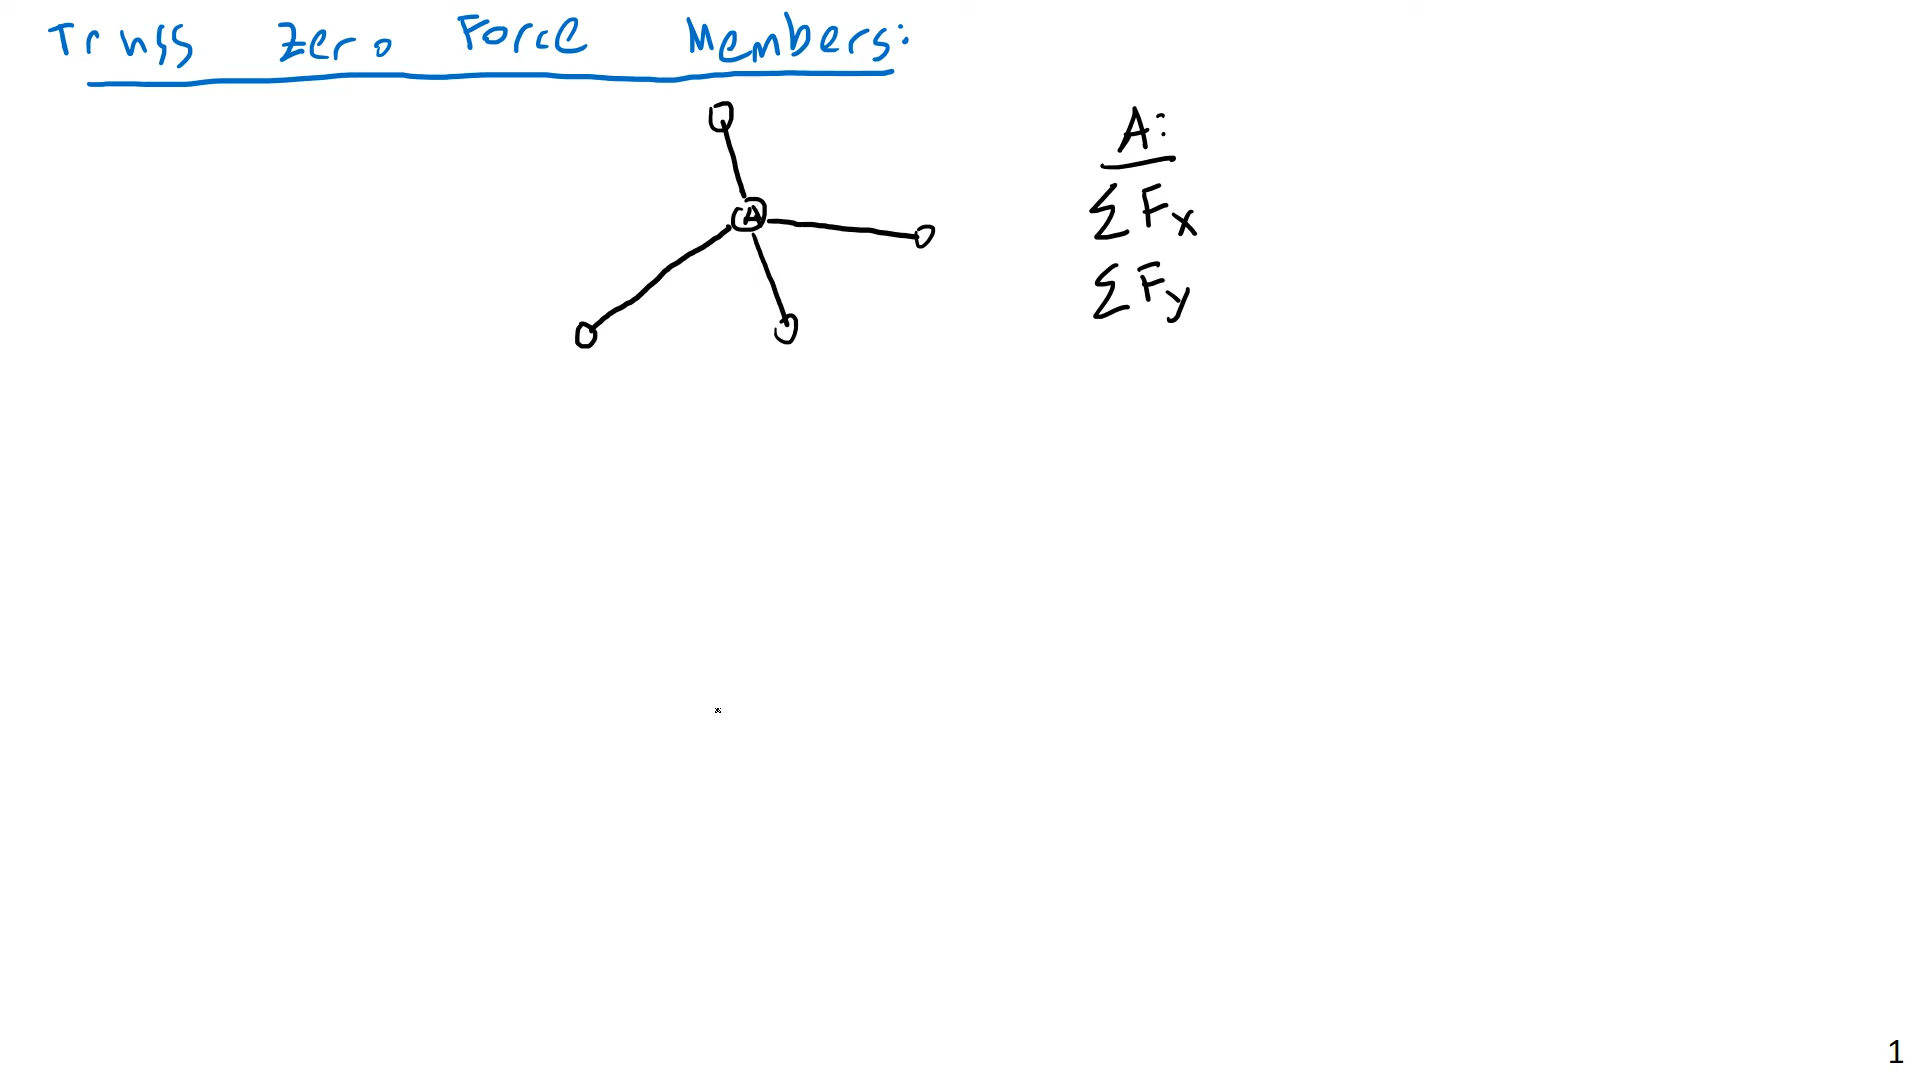 Truss Zero Force Members:
A:
ΣFx
ΣFy
A
1